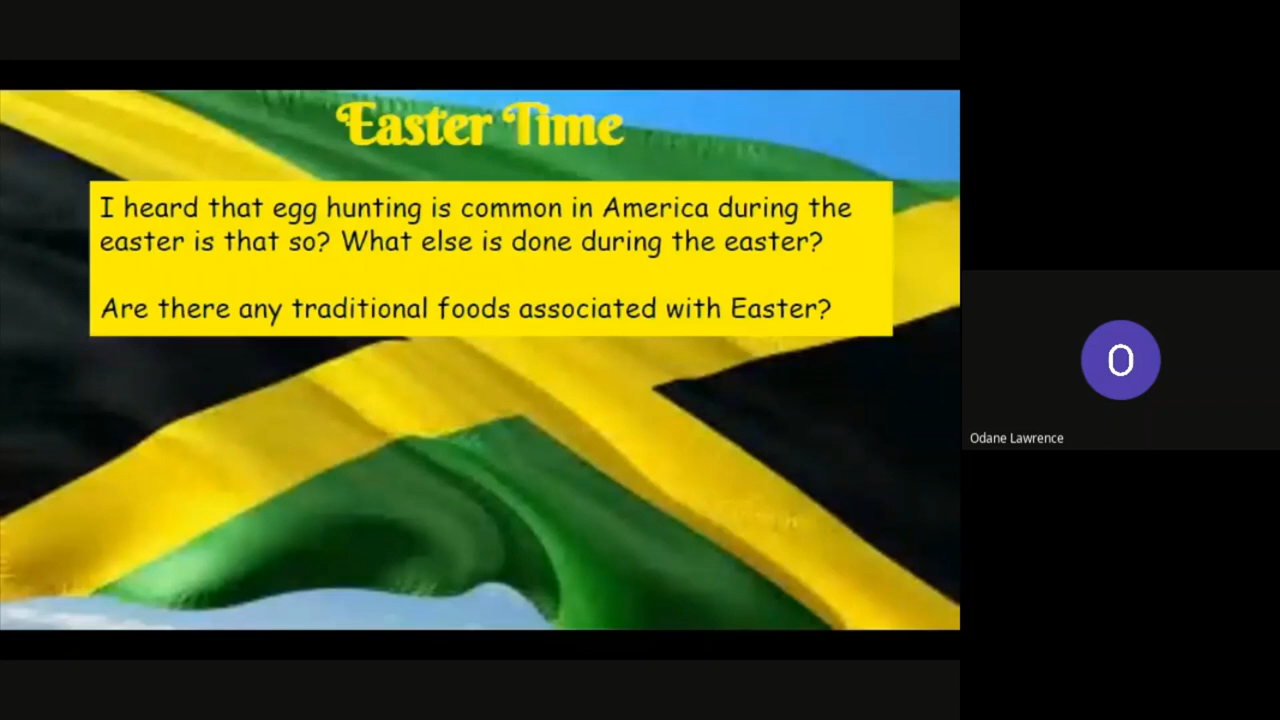 Easter Time
I heard that egg hunting is common in America during the
easter is that so? What else is done during the easter?
Are there any traditional foods associated with Easter?
O
Odane Lawrence